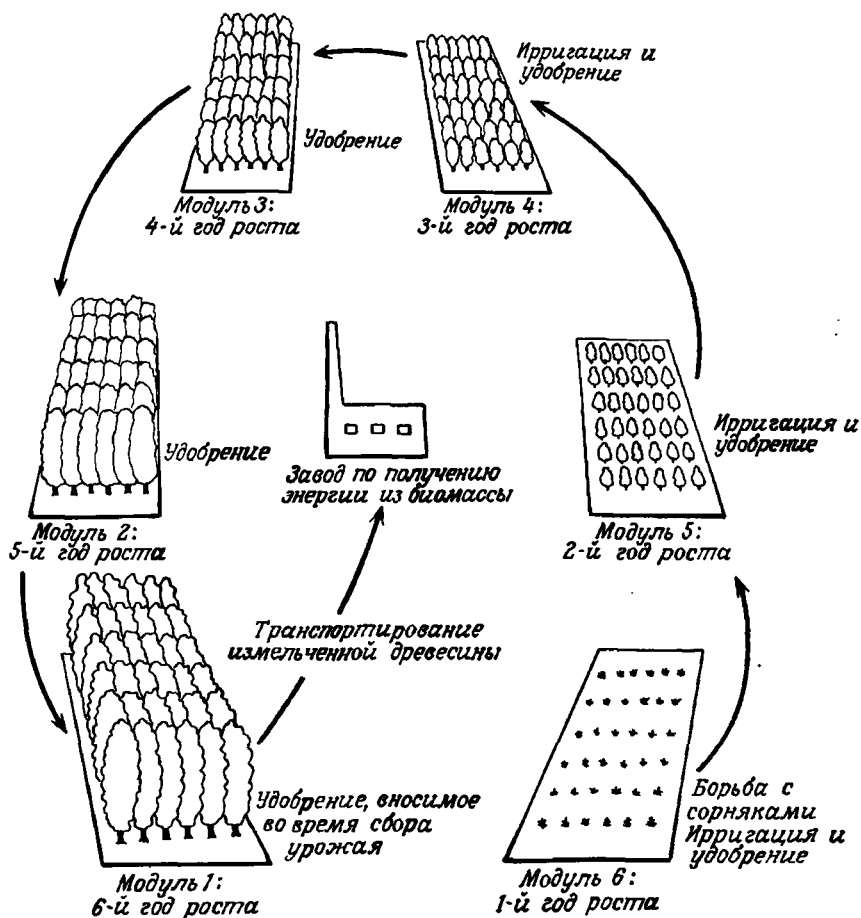 Ирригация и
удобрение
Удобрение
Модуль 3:
4-й год роста
Модуль 4:
3-й год роста
Удобрение
Ирригация и
удобрение
Завод по получению
энергии из биомассы
Модуль 2:
5-й год роста
Модуль 5:
2-й год роста
Транспортирование
измельченной древесины
Удобрение, вносимое
во время сбора
урожая
Борьба с
сорняками
Ирригация и
удобрение
Модуль 1:
6-й год роста
Модуль 6:
1-й год роста